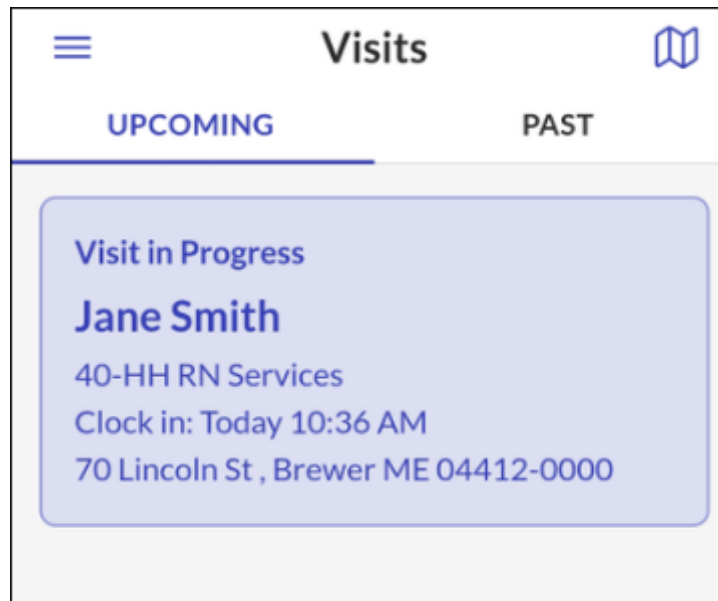 Visits
UPCOMING PAST
Visit in Progress
Jane Smith
40-HH RN Services
Clock in: Today 10:36 AM
70 Lincoln St , Brewer ME 04412-0000